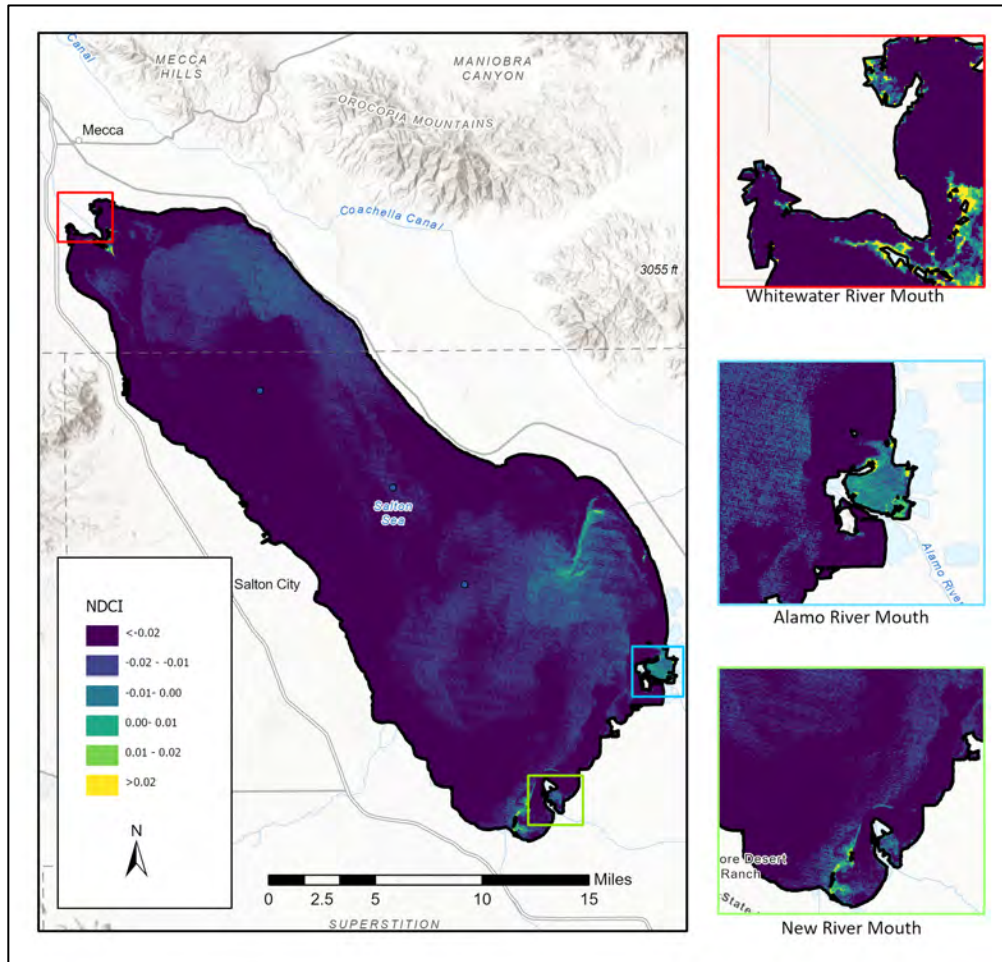 Canal
MECCA
HILLS
MANIOBRA
CANYON
OROCOPIA MOUNTAINS
Mecca
Coachella Canal
3055 ft
Salton
Sea
Salton City
NDCI
<-0.02
-0.02 - -0.01
-0.01- 0.00
0.00- 0.01
0.01 - 0.02
>0.02
N
Miles
0 2.5 5 10 15
SUPERSTITION
Whitewater River Mouth
Alamo River
Alamo River Mouth
ore Desert
Ranch
State
New River Mouth